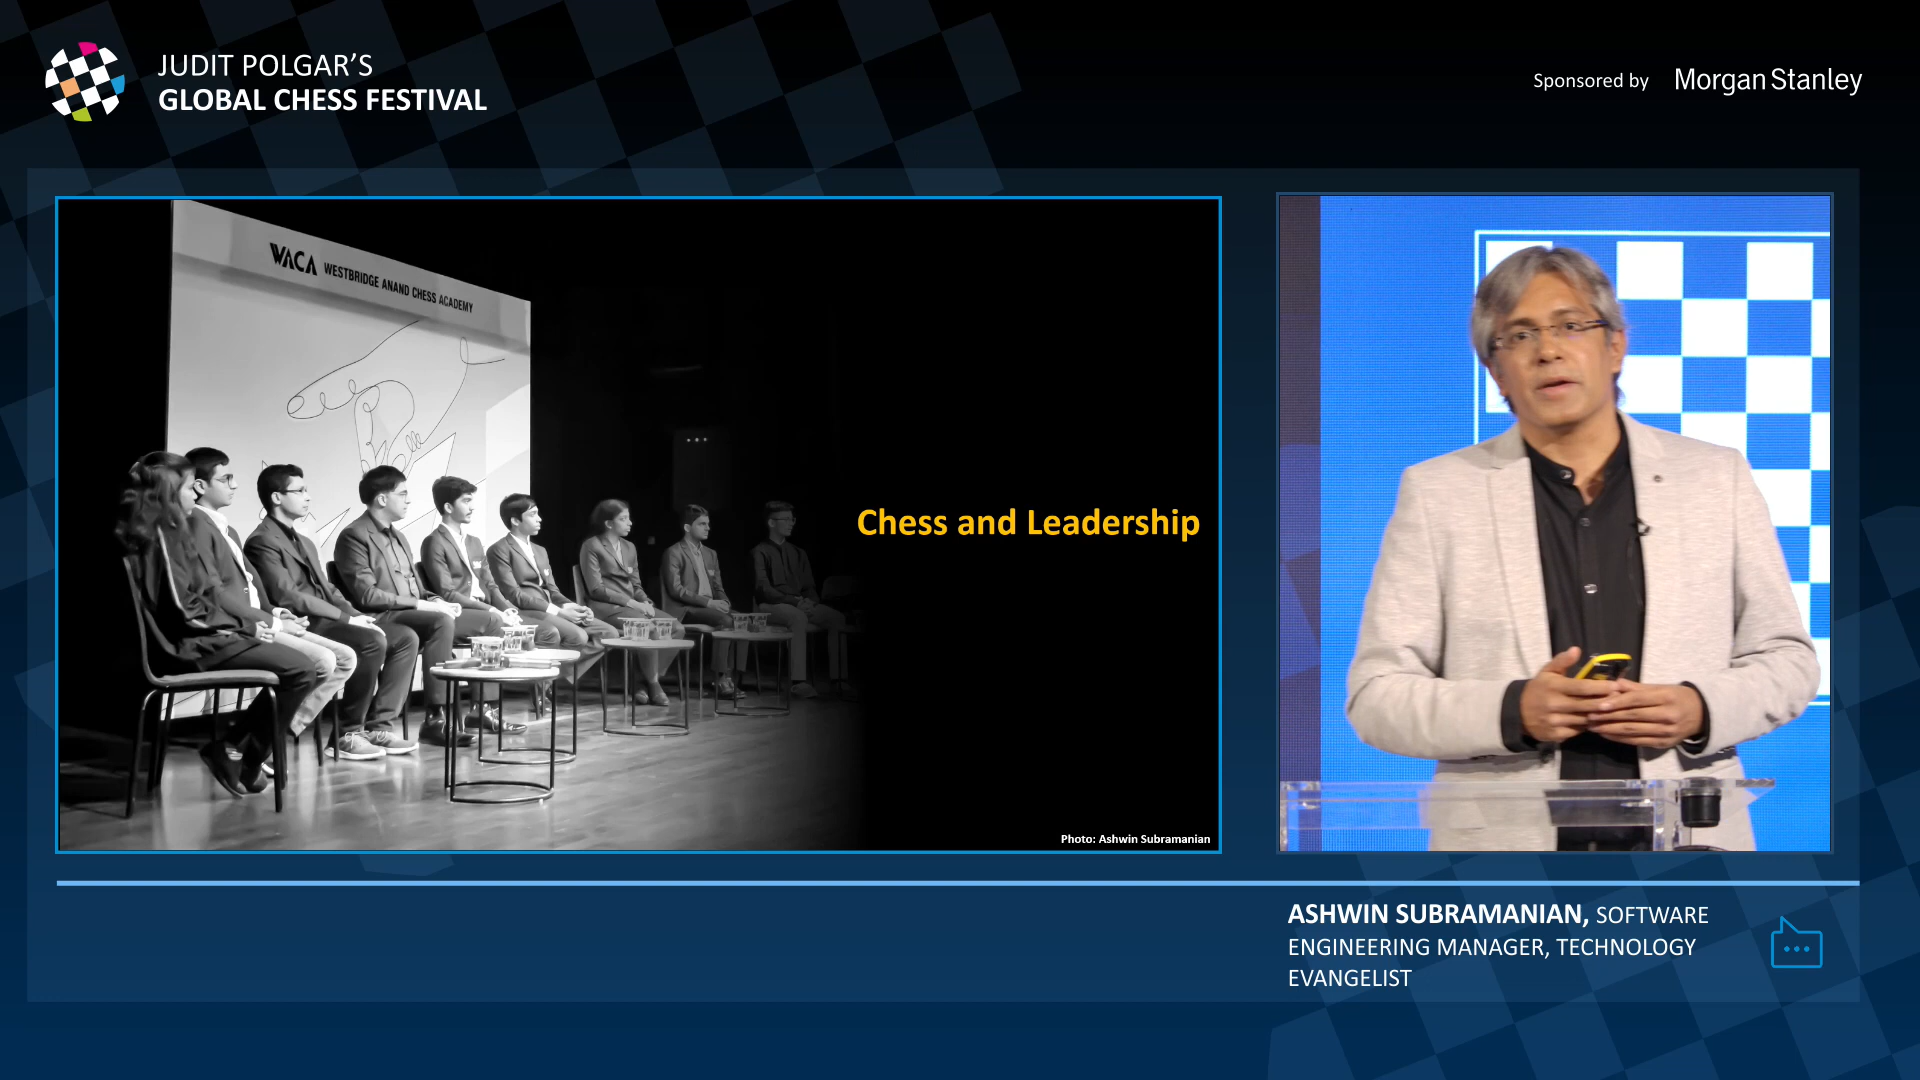 JUDIT POLGAR’S
GLOBAL CHESS FESTIVAL
Sponsored by Morgan Stanley
WACA WESTBRIDGE ANAND CHESS ACADEMY
Chess and Leadership
Photo: Ashwin Subramanian
ASHWIN SUBRAMANIAN, SOFTWARE
ENGINEERING MANAGER, TECHNOLOGY
EVANGELIST